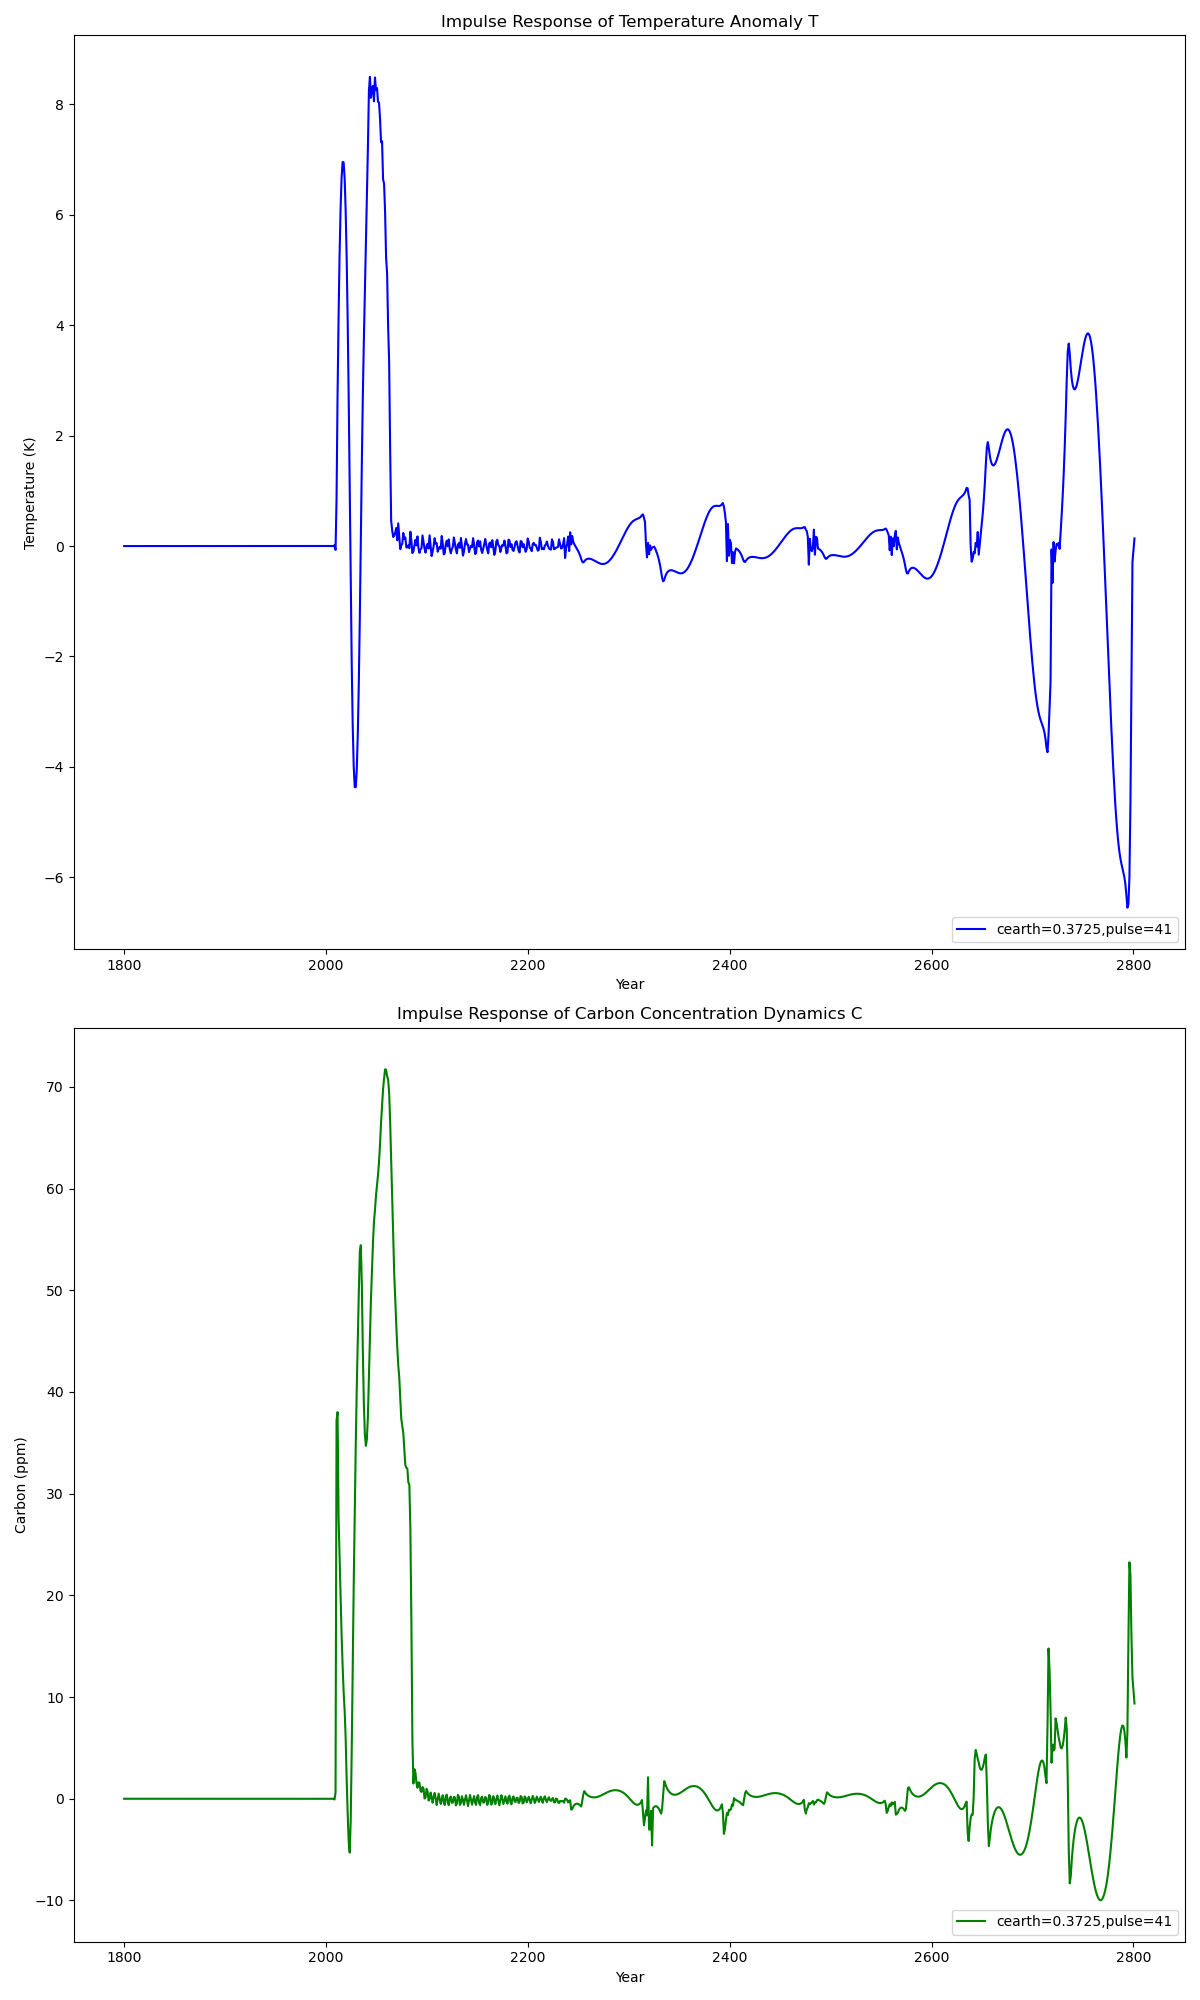 Impulse Response of Temperature Anomaly T
8
6
4
2
0
−2
−4
−6
Temperature (K)
1800 2000 2200 2400 2600 2800
Year
cearth=0.3725,pulse=41
Impulse Response of Carbon Concentration Dynamics C
70
60
50
40
30
20
10
0
−10
Carbon (ppm)
1800 2000 2200 2400 2600 2800
Year
cearth=0.3725,pulse=41